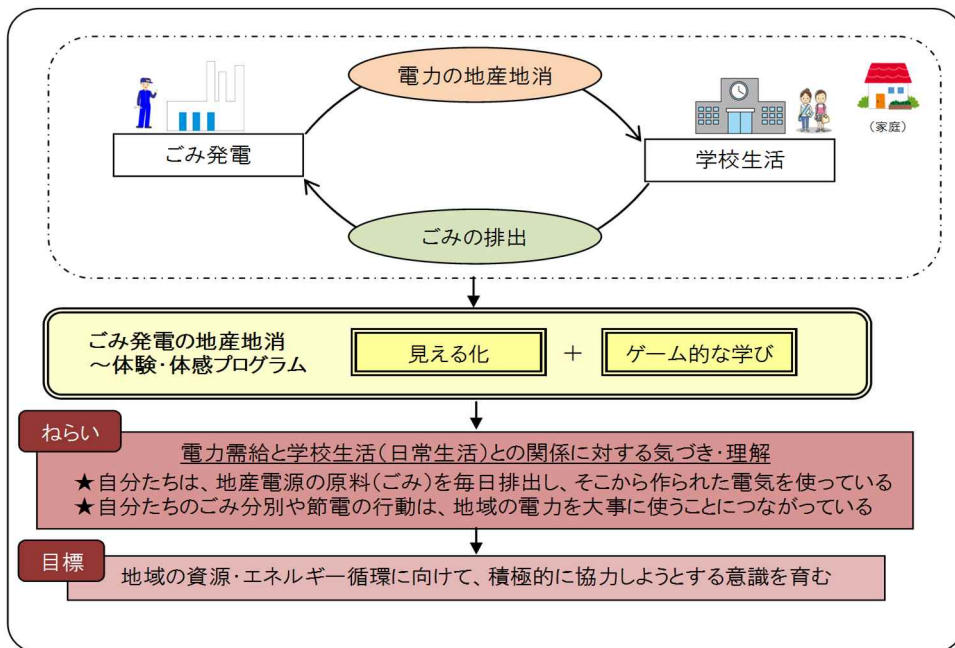 電力の地産地消
ごみ発電
学校生活
（家庭）
ごみの排出
ごみ発電の地産地消
～体験・体感プログラム
見える化
＋
ゲーム的な学び
ねらい
電力需給と学校生活（日常生活）との関係に対する気づき・理解
★自分たちは、地産電源の原料（ごみ）を毎日排出し、そこから作られた電気を使っている
★自分たちのごみ分別や節電の行動は、地域の電力を大事に使うことにつながっている
目標
地域の資源・エネルギー循環に向けて、積極的に協力しようとする意識を育む